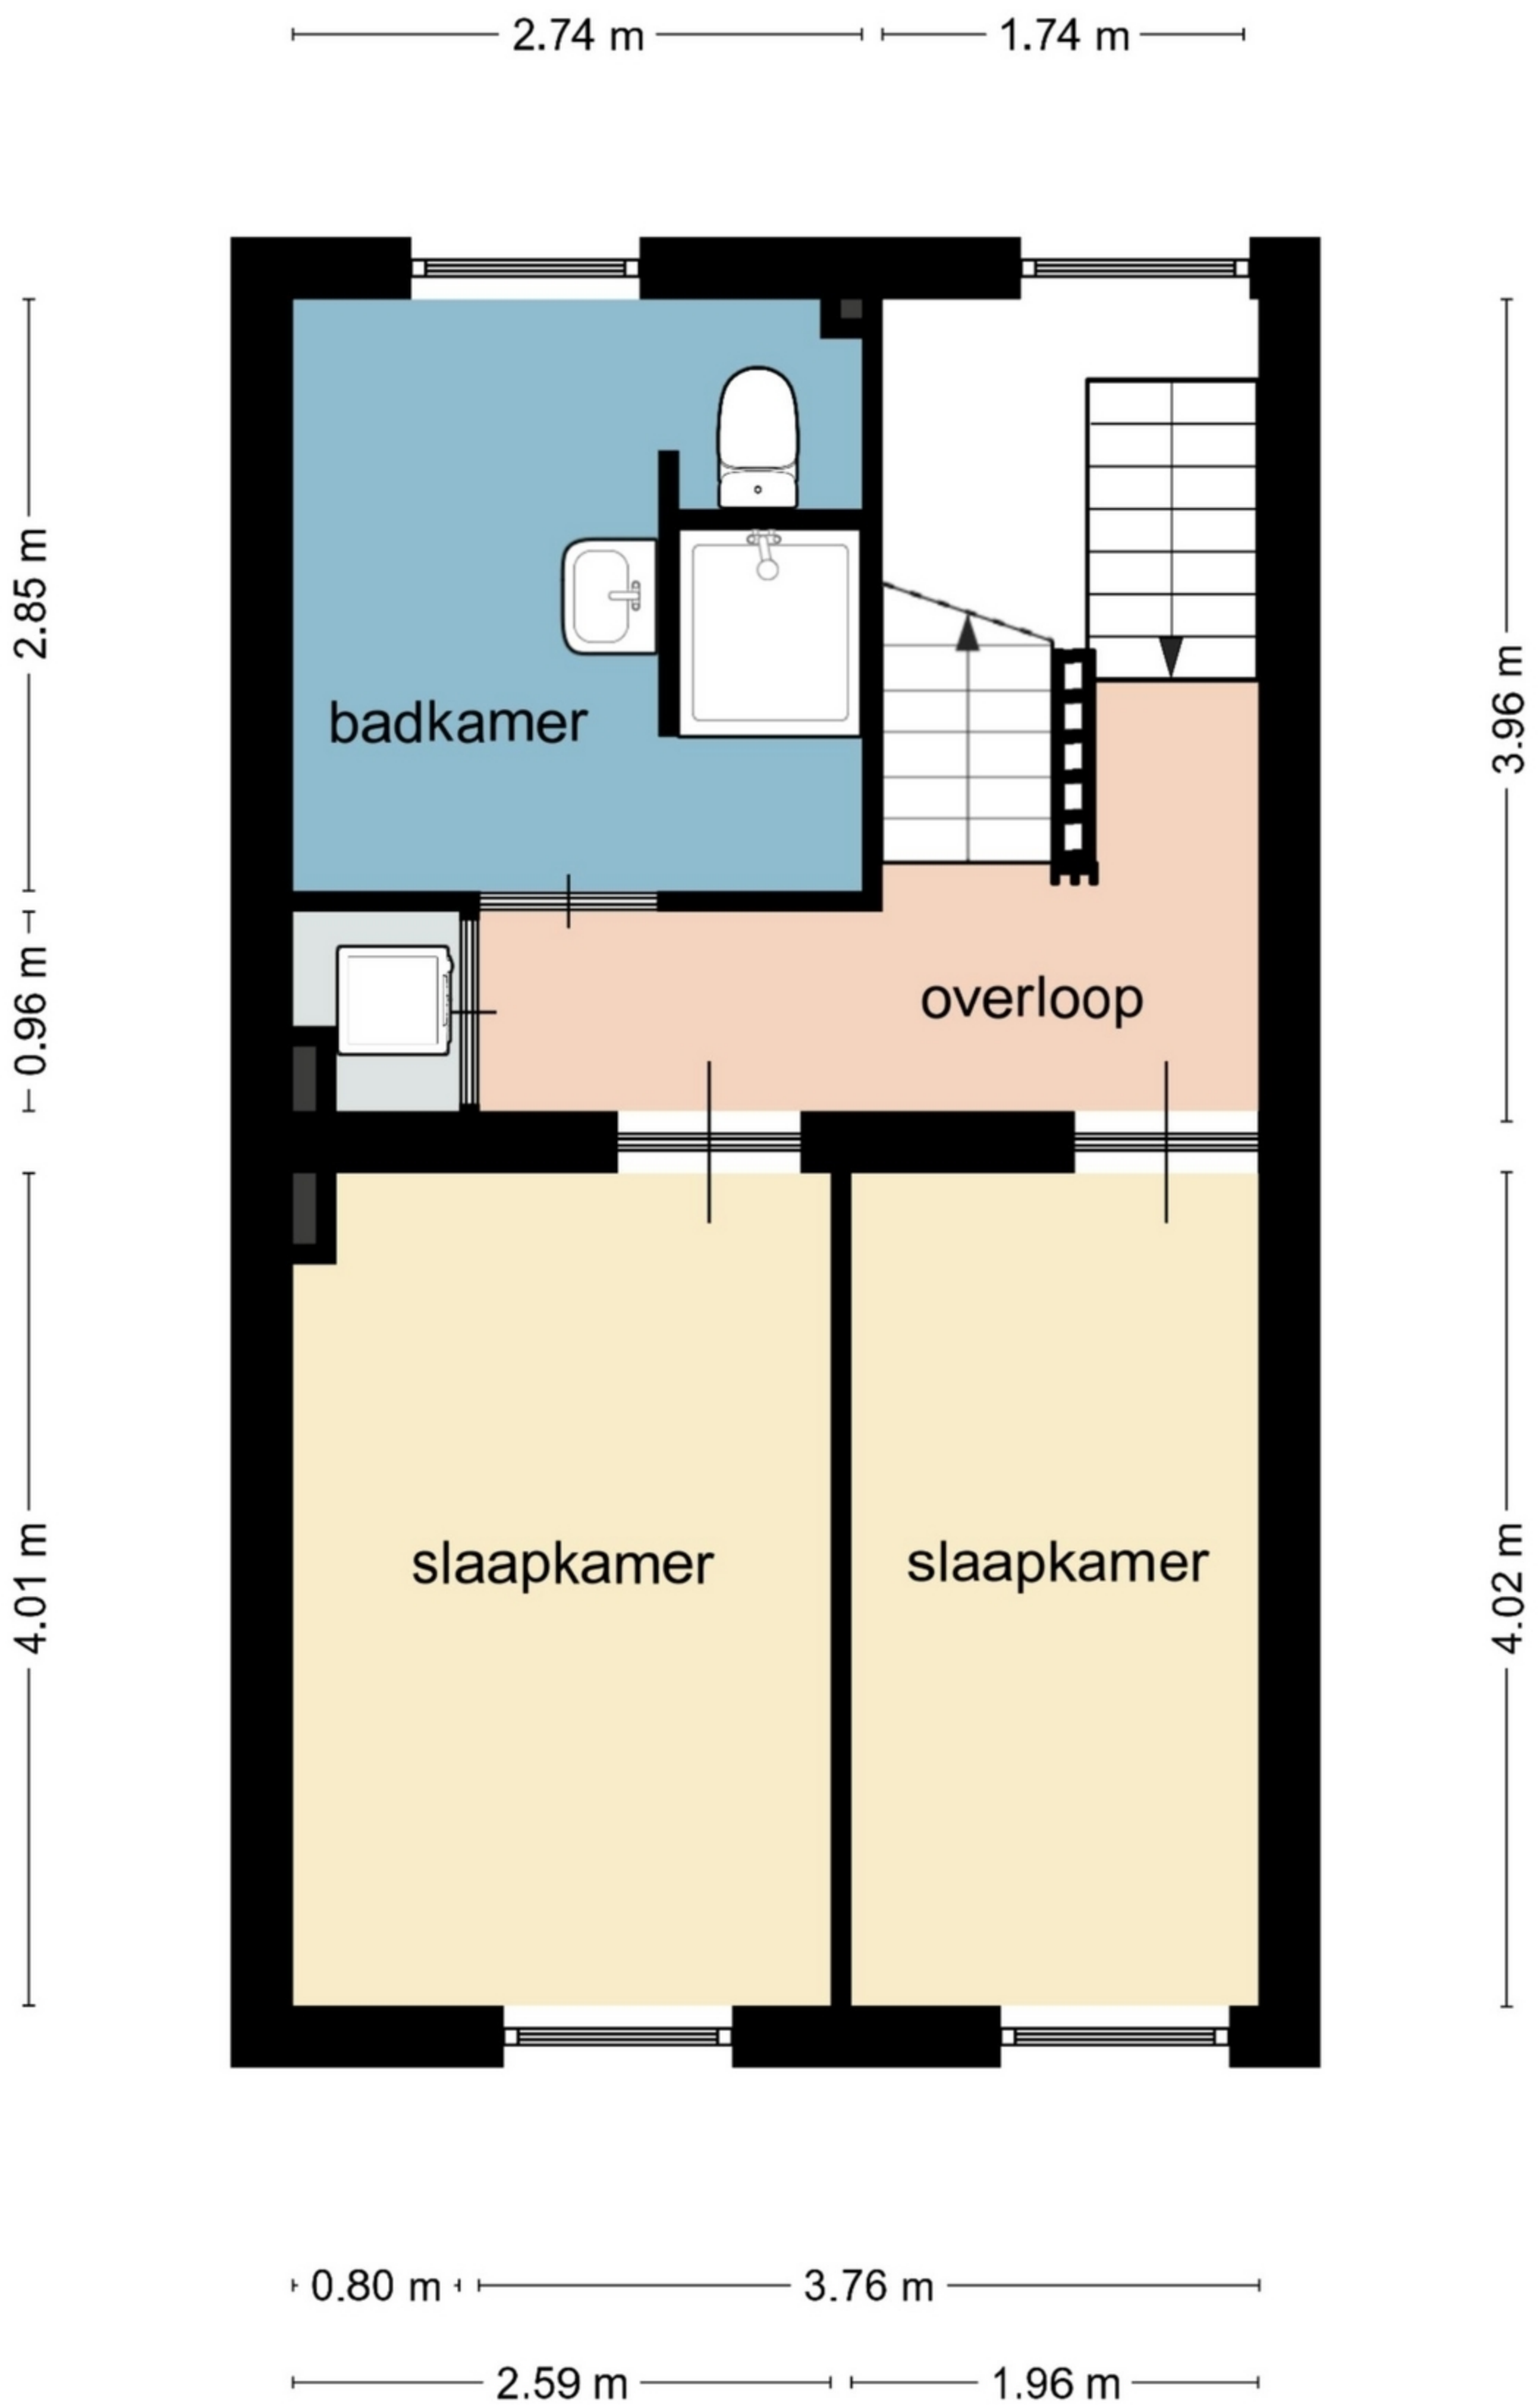 2.74 m
1.74 m
2.85 m
3.96 m
badkamer
0.96 m
overloop
4.01 m
slaapkamer
slaapkamer
4.02 m
0.80 m
3.76 m
2.59 m
1.96 m